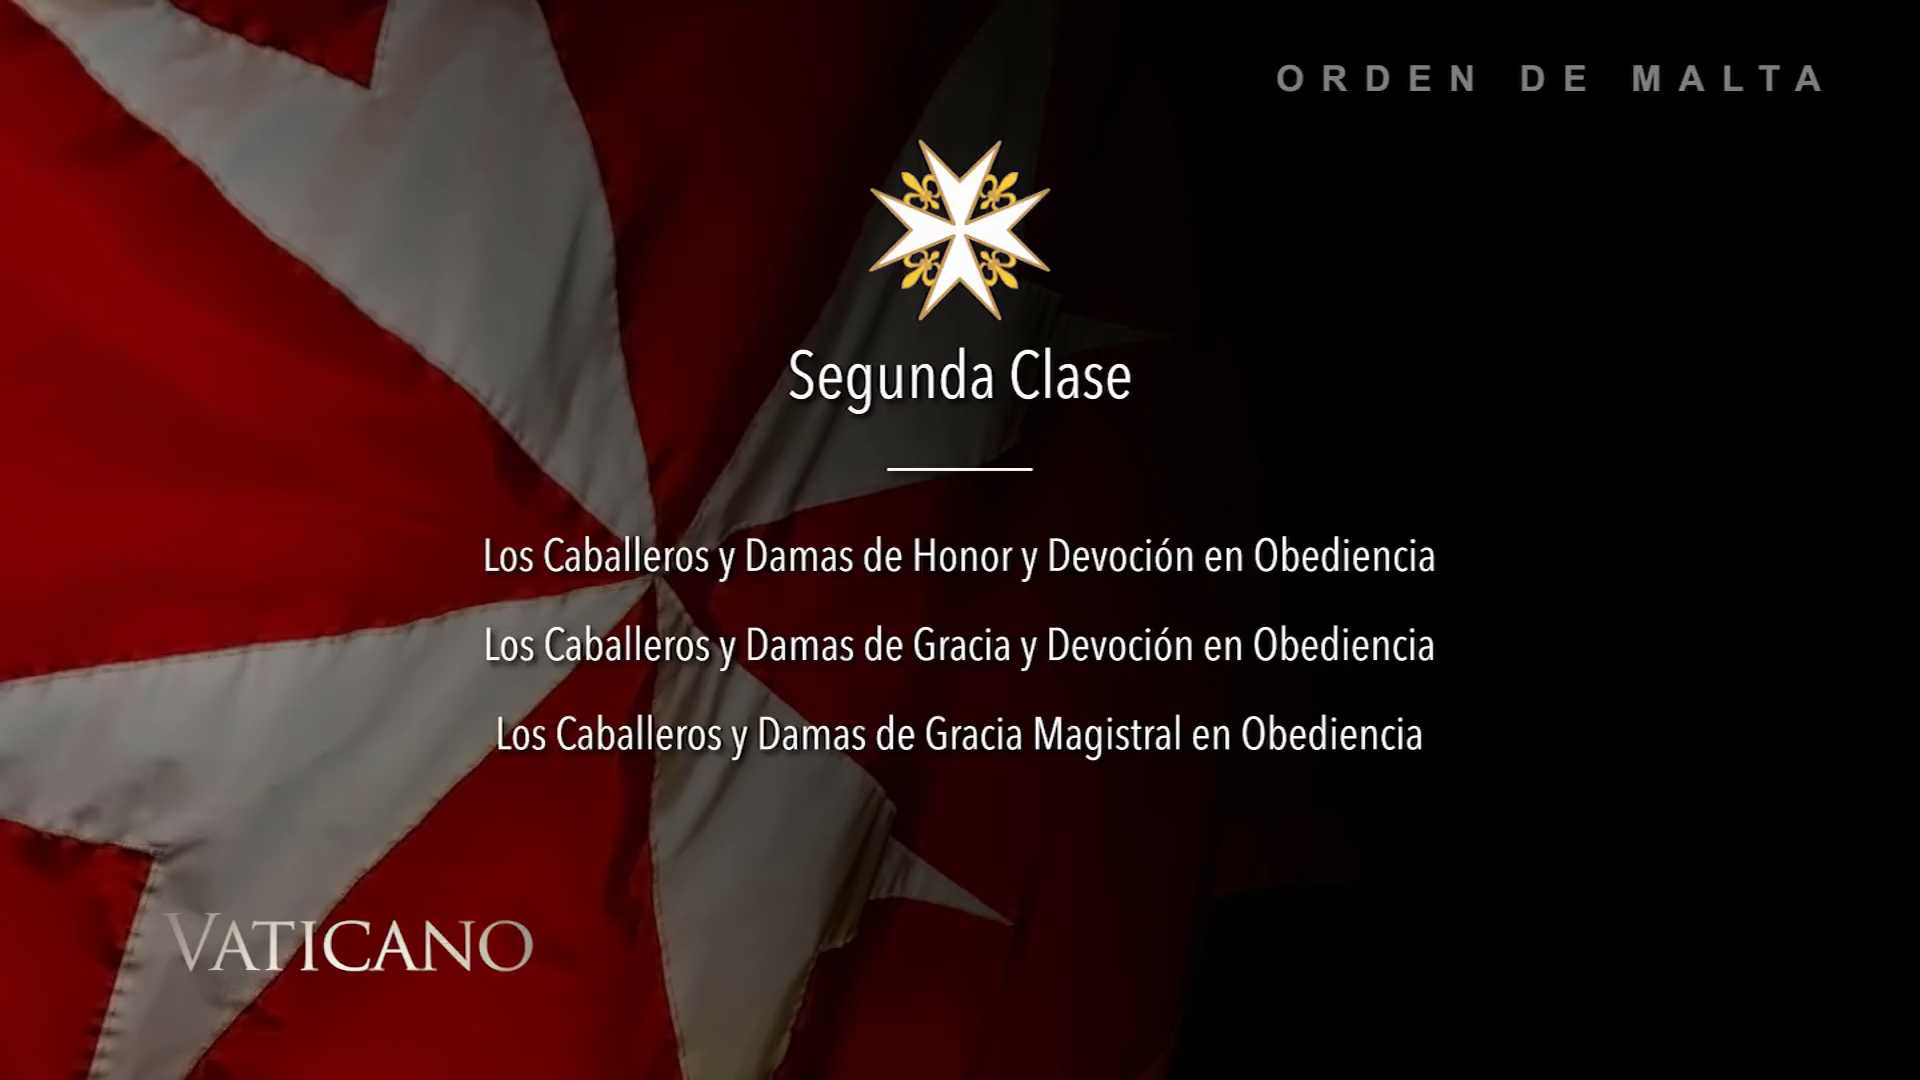 ORDEN DE MALTA
Segunda Clase
Los Caballeros y Damas de Honor y Devoción en Obediencia
Los Caballeros y Damas de Gracia y Devoción en Obediencia
Los Caballeros y Damas de Gracia Magistral en Obediencia
VATICANO